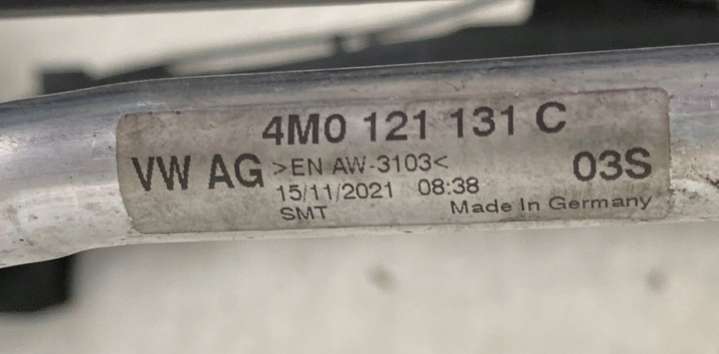 4M0 121 131 C
VW AG >EN AW-3103< 03S
15/11/2021 08:38
SMT Made In Germany